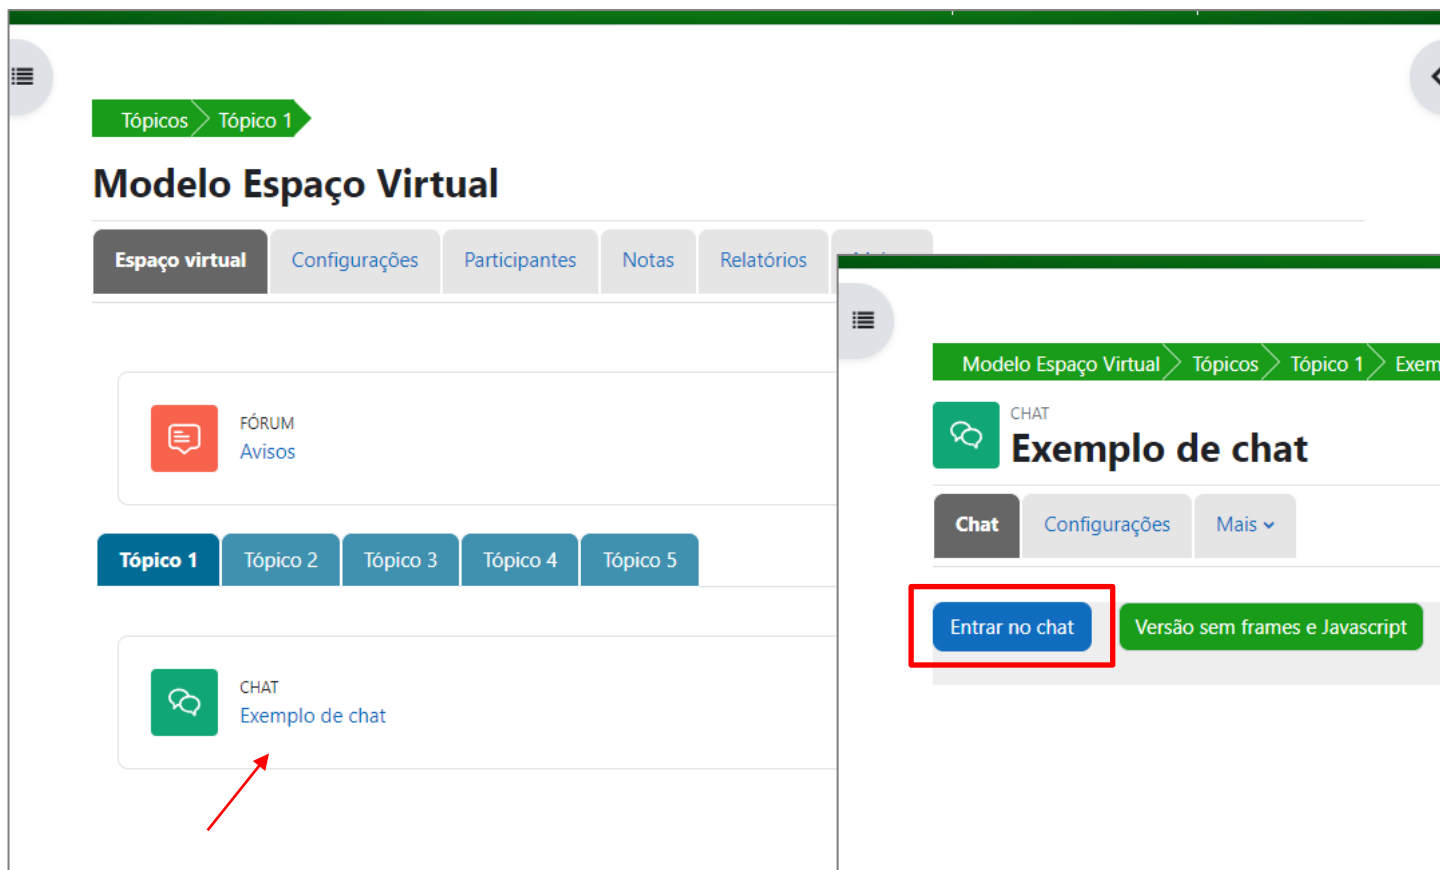 Tópicos Tópico 1
Modelo Espaço Virtual
Espaço virtual Configurações Participantes Notas Relatórios
FÓRUM
Avisos
Tópico 1 Tópico 2 Tópico 3 Tópico 4 Tópico 5
CHAT
Exemplo de chat
Modelo Espaço Virtual Tópicos Tópico 1 Exem
CHAT
Exemplo de chat
Chat Configurações Mais
Entrar no chat Versão sem frames e Javascript